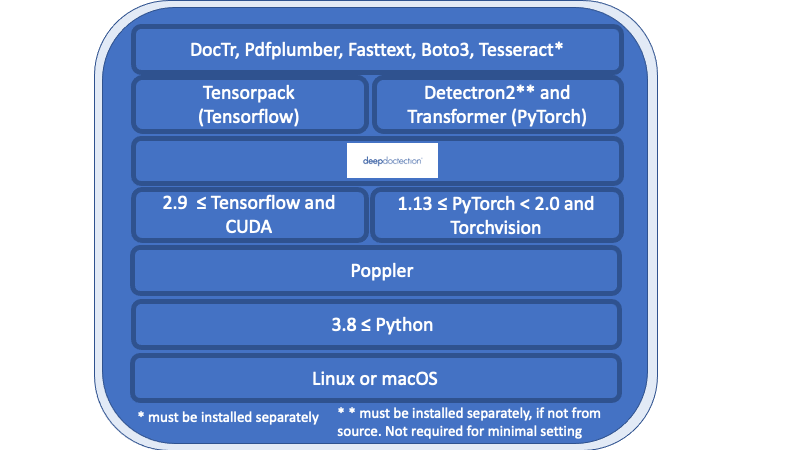 DocTr, Pdfplumber, Fasttext, Boto3, Tesseract*
Tensorpack
(Tensorflow)
Detectron2** and
Transformer (PyTorch)
deepdoctection
2.9 ≤ Tensorflow and
CUDA
1.13 ≤ PyTorch < 2.0 and
Torchvision
Poppler
3.8 ≤ Python
Linux or macOS
* must be installed separately
* * must be installed separately, if not from
source. Not required for minimal setting